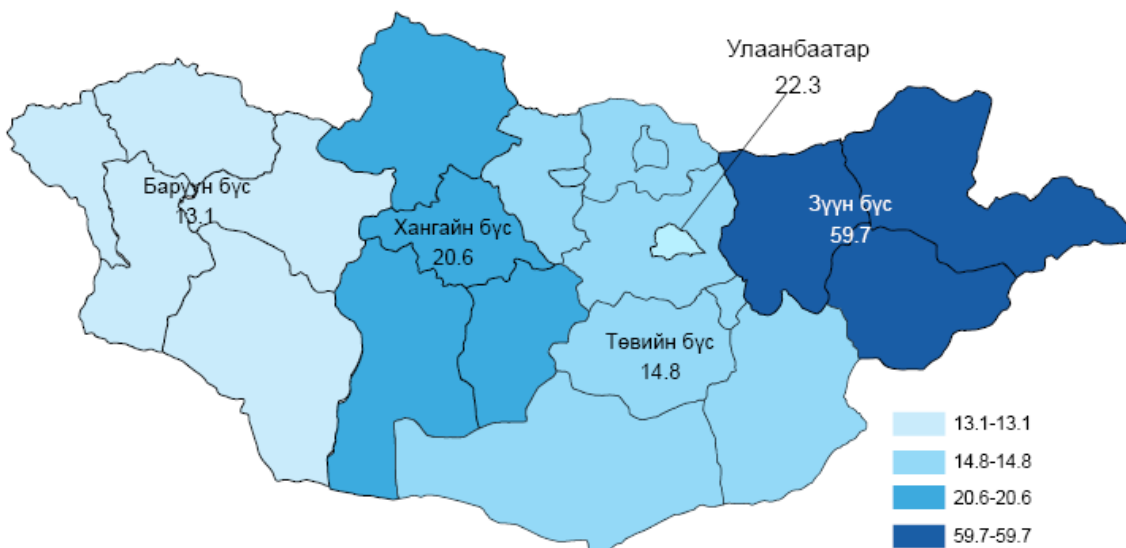 Улаанбаатар
22.3
Баруун бүс
13.1
Хангайн бүс
20.6
Зүүн бүс
59.7
Төвийн бүс
14.8
13.1-13.1
14.8-14.8
20.6-20.6
59.7-59.7